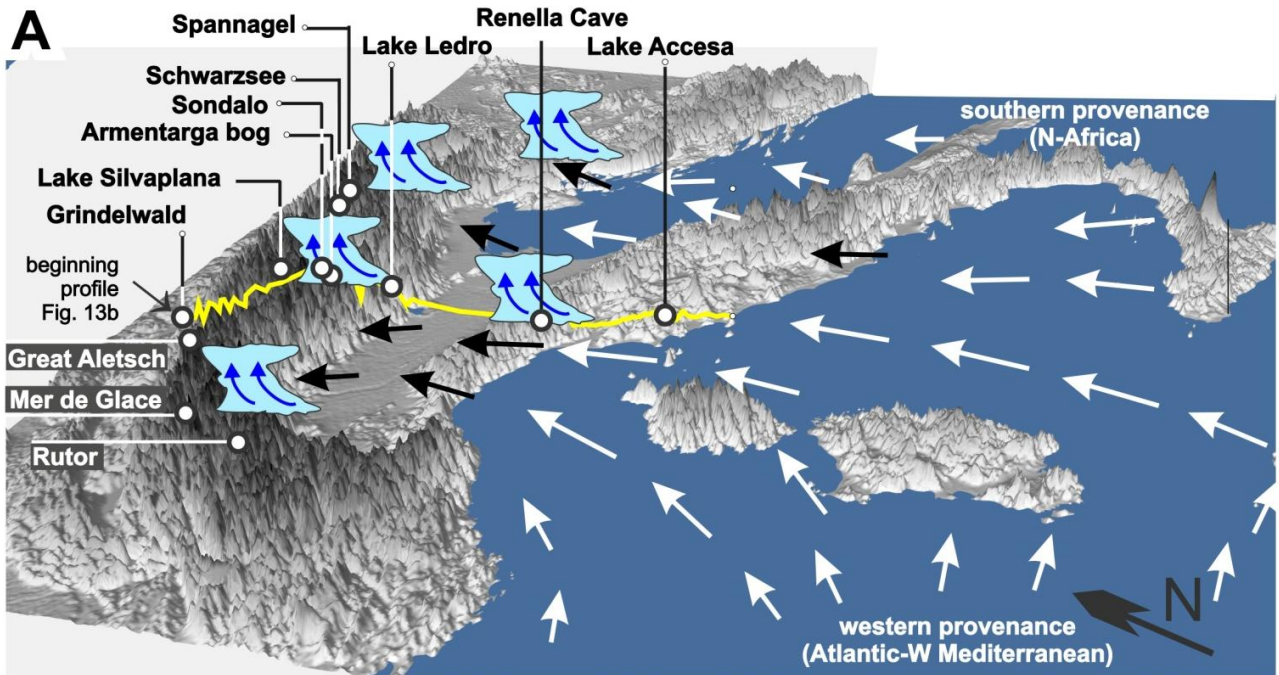 A
Spannagel
Renella Cave
Lake Ledro
Lake Accesa
Schwarzsee
Sondalo
Armentarga bog
Lake Silvaplana
Grindelwald
beginning
profile
Fig. 13b
Great Aletsch
Mer de Glace
Rutor
southern provenance
(N-Africa)
western provenance
(Atlantic-W Mediterranean)
N